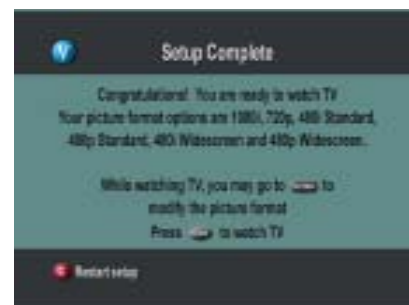 V
Setup Complete
Congratulations! You are ready to watch TV
Your picture format options are 1080i, 720p, 480i Standard,
480p Standard, 480i Widescreen and 480p Widescreen.
While watching TV, you may go to to
modify the picture format
Press to watch TV
Restart setup